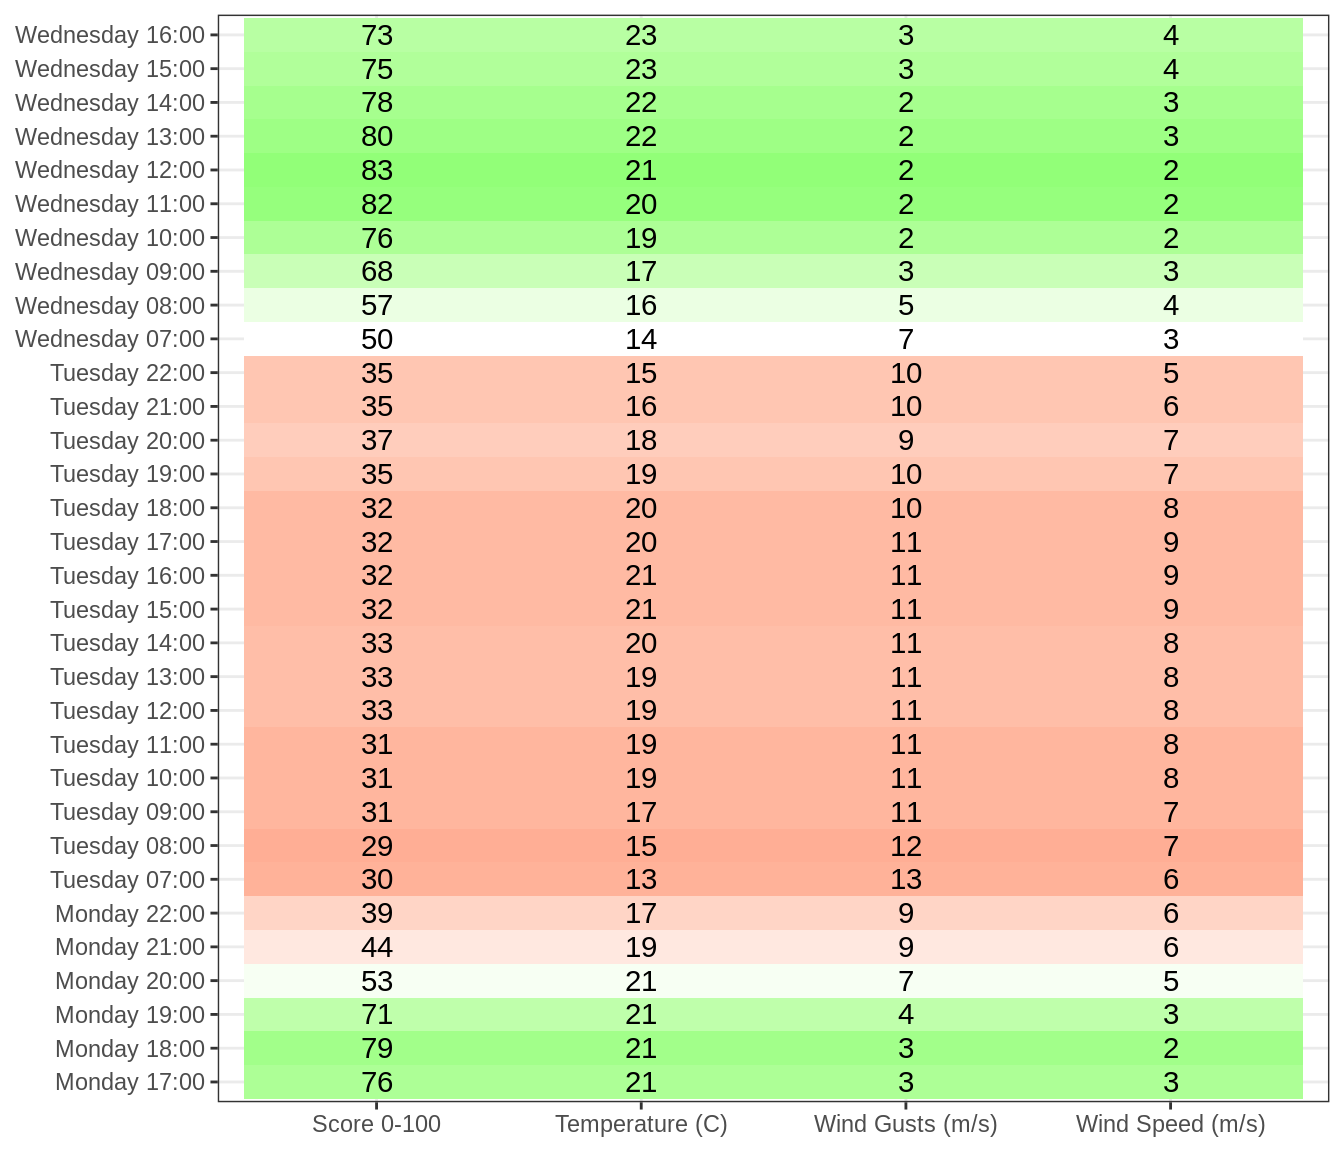 Wednesday 16:00 73 23 3 4
Wednesday 15:00 75 23 3 4
Wednesday 14:00 78 22 2 3
Wednesday 13:00 80 22 2 3
Wednesday 12:00 83 21 2 2
Wednesday 11:00 82 20 2 2
Wednesday 10:00 76 19 2 2
Wednesday 09:00 68 17 3 3
Wednesday 08:00 57 16 5 4
Wednesday 07:00 50 14 7 3
Tuesday 22:00 35 15 10 5
Tuesday 21:00 35 16 10 6
Tuesday 20:00 37 18 9 7
Tuesday 19:00 35 19 10 7
Tuesday 18:00 32 20 10 8
Tuesday 17:00 32 20 11 9
Tuesday 16:00 32 21 11 9
Tuesday 15:00 32 21 11 9
Tuesday 14:00 33 20 11 8
Tuesday 13:00 33 19 11 8
Tuesday 12:00 33 19 11 8
Tuesday 11:00 31 19 11 8
Tuesday 10:00 31 19 11 8
Tuesday 09:00 31 17 11 7
Tuesday 08:00 29 15 12 7
Tuesday 07:00 30 13 13 6
Monday 22:00 39 17 9 6
Monday 21:00 44 19 9 6
Monday 20:00 53 21 7 5
Monday 19:00 71 21 4 3
Monday 18:00 79 21 3 2
Monday 17:00 76 21 3 3
Score 0-100 Temperature (C) Wind Gusts (m/s) Wind Speed (m/s)